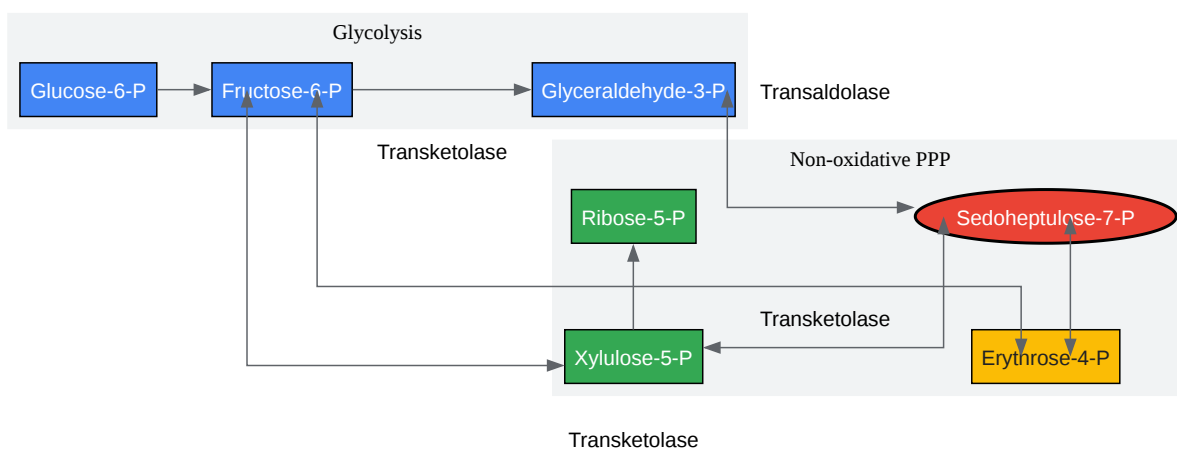 Glycolysis
Glucose-6-P
Fructose-6-P
Glyceraldehyde-3-P
Transaldolase
Transketolase
Non-oxidative PPP
Ribose-5-P
Sedoheptulose-7-P
Transketolase
Xylulose-5-P
Erythrose-4-P
Transketolase